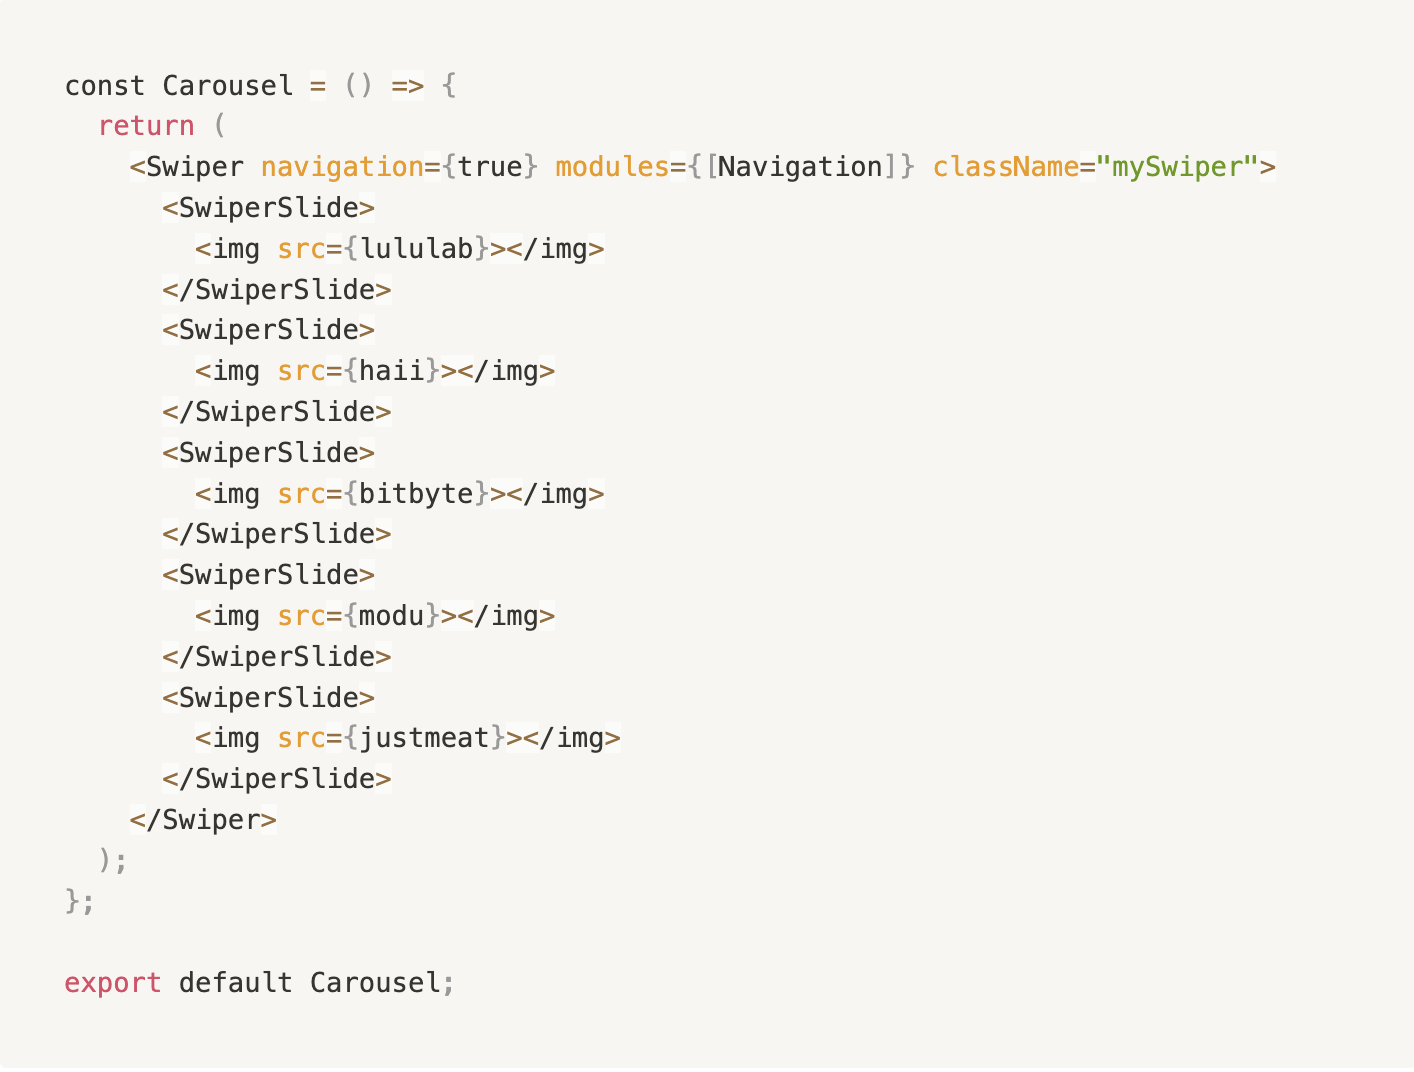 const Carousel = () => {
  return (
    <Swiper navigation={true} modules={[Navigation]} className="mySwiper">
      <SwiperSlide>
        <img src={lululab}></img>
      </SwiperSlide>
      <SwiperSlide>
        <img src={haii}></img>
      </SwiperSlide>
      <SwiperSlide>
        <img src={bitbyte}></img>
      </SwiperSlide>
      <SwiperSlide>
        <img src={modu}></img>
      </SwiperSlide>
      <SwiperSlide>
        <img src={justmeat}></img>
      </SwiperSlide>
    </Swiper>
  );
};

export default Carousel;